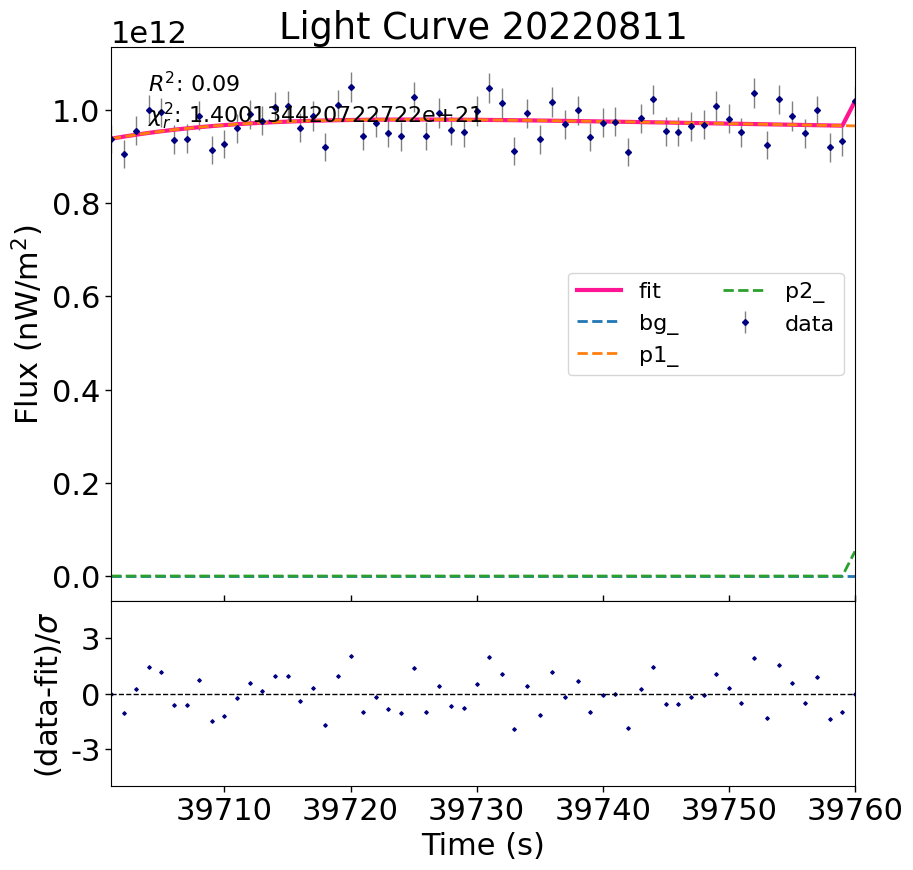 Light Curve 20220811
1e12
R²: 0.09
χ²ᵣ: 1.4001344207227 22e+21
1.0
0.8
0.6
0.4
0.2
0.0
Flux (nW/m²)
fit
bg_
p1_
p2_
data
3
0
-3
(data-fit)/σ
39710 39720 39730 39740 39750 39760
Time (s)